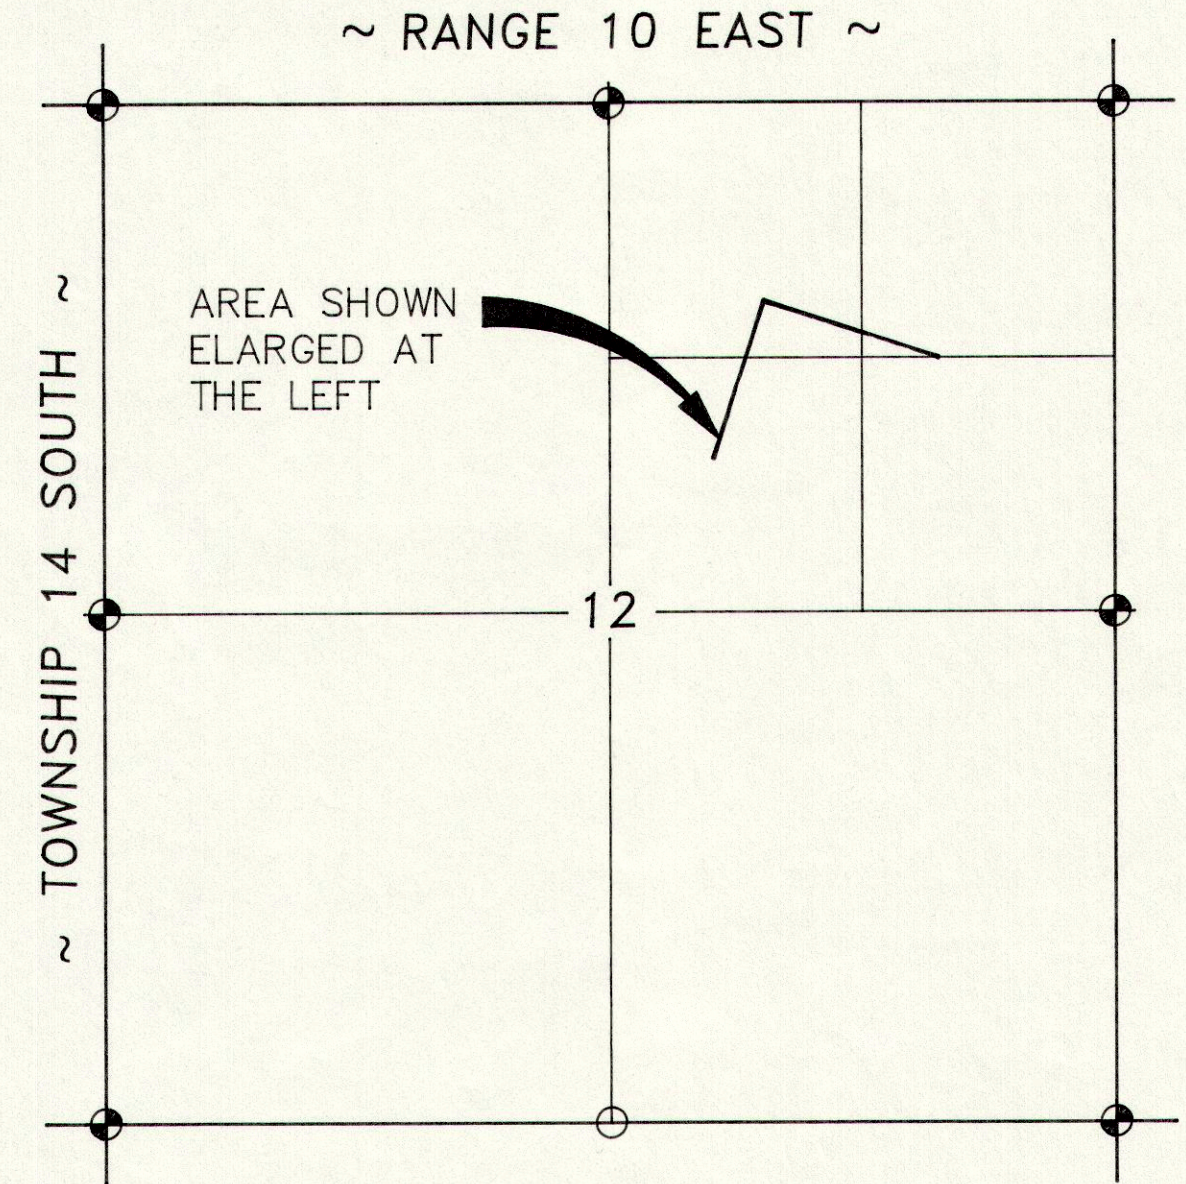 ~ RANGE 10 EAST ~
~ TOWNSHIP 14 SOUTH ~
AREA SHOWN
ELARGED AT
THE LEFT
12